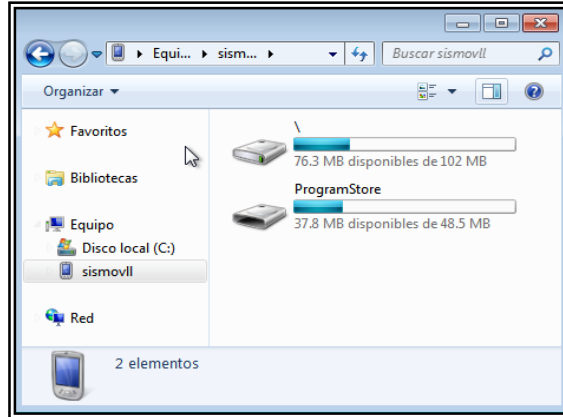 Equi... sism...
Buscar sismovll
Organizar
Favoritos
Bibliotecas
Equipo
Disco local (C:)
sismovll
Red
\
76.3 MB disponibles de 102 MB
ProgramStore
37.8 MB disponibles de 48.5 MB
2 elementos